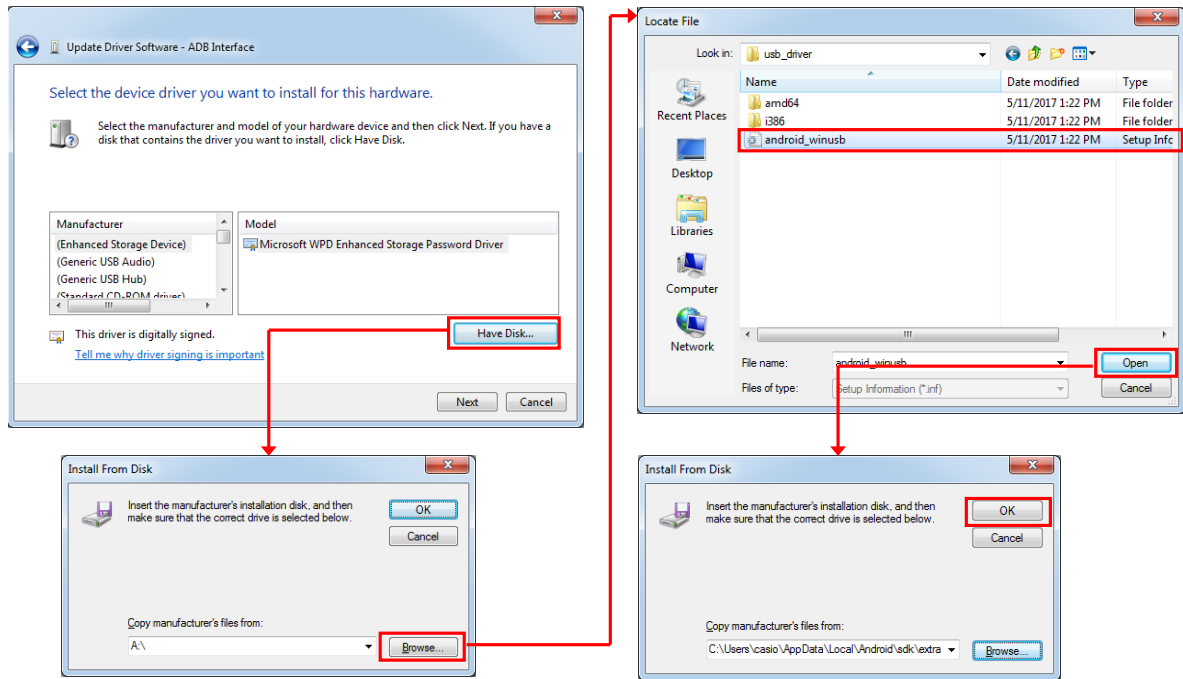 Update Driver Software - ADB Interface
Select the device driver you want to install for this hardware.
Select the manufacturer and model of your hardware device and then click Next. If you have a
disk that contains the driver you want to install, click Have Disk.
Manufacturer
(Enhanced Storage Device)
(Generic USB Audio)
(Generic USB Hub)
(Standard CD-ROM driver)
Model
Microsoft WPD Enhanced Storage Password Driver
This driver is digitally signed.
Tell me why driver signing is important
Have Disk...
Next
Cancel
Install From Disk
Insert the manufacturer's installation disk, and then
make sure that the correct drive is selected below.
OK
Cancel
Copy manufacturer's files from:
A:\
Browse...
Locate File
Look in:
usb_driver
Recent Places
Desktop
Libraries
Computer
Network
Name Date modified Type
amd64 5/11/2017 1:22 PM File folder
i386 5/11/2017 1:22 PM File folder
android_winusb 5/11/2017 1:22 PM Setup Infc
File name:
android_winusb
Open
Files of type:
Setup Information (*.inf)
Cancel
Install From Disk
Insert the manufacturer's installation disk, and then
make sure that the correct drive is selected below.
OK
Cancel
Copy manufacturer's files from:
C:\Users\casio\AppData\Local\Android\sdk\extra
Browse...